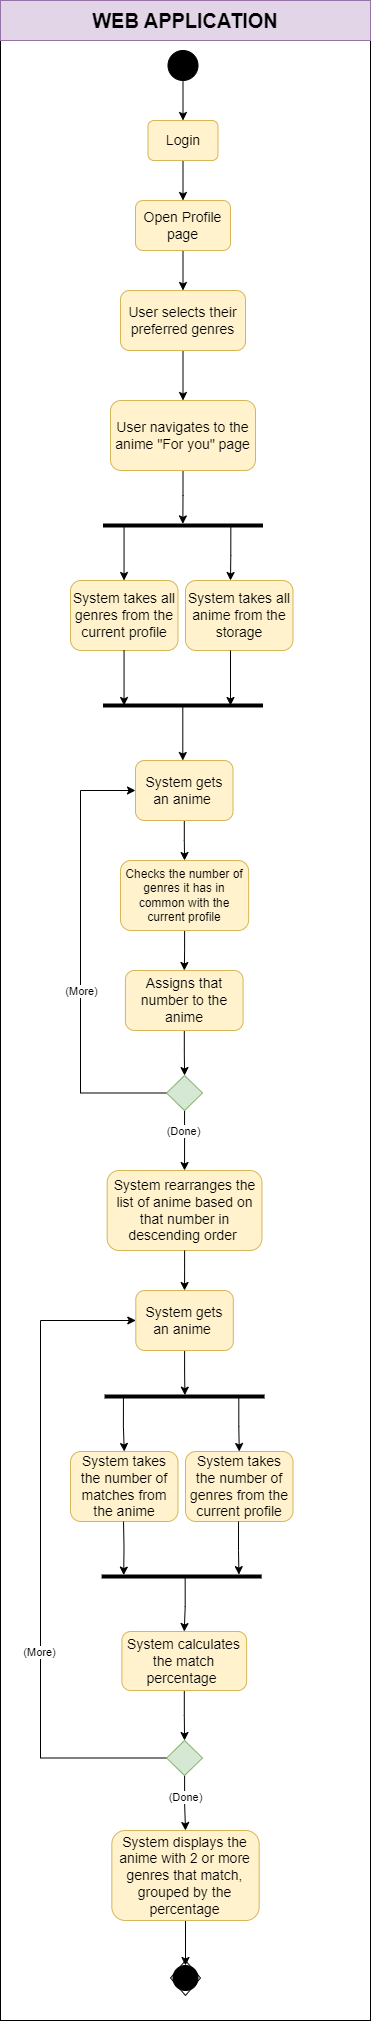 WEB APPLICATION
Login
Open Profile
page
User selects their
preferred genres
User navigates to the
anime "For you" page
System takes all
genres from the
current profile
System takes all
anime from the
storage
System gets
an anime
Checks the number of
genres it has in
common with the
current profile
Assigns that
number to the
anime
(More)
(Done)
System rearranges the
list of anime based on
that number in
descending order
System gets
an anime
System takes
the number of
matches from
the anime
System takes
the number of
genres from the
current profile
System calculates
the match
percentage
(More)
(Done)
System displays the
anime with 2 or more
genres that match,
grouped by the
percentage